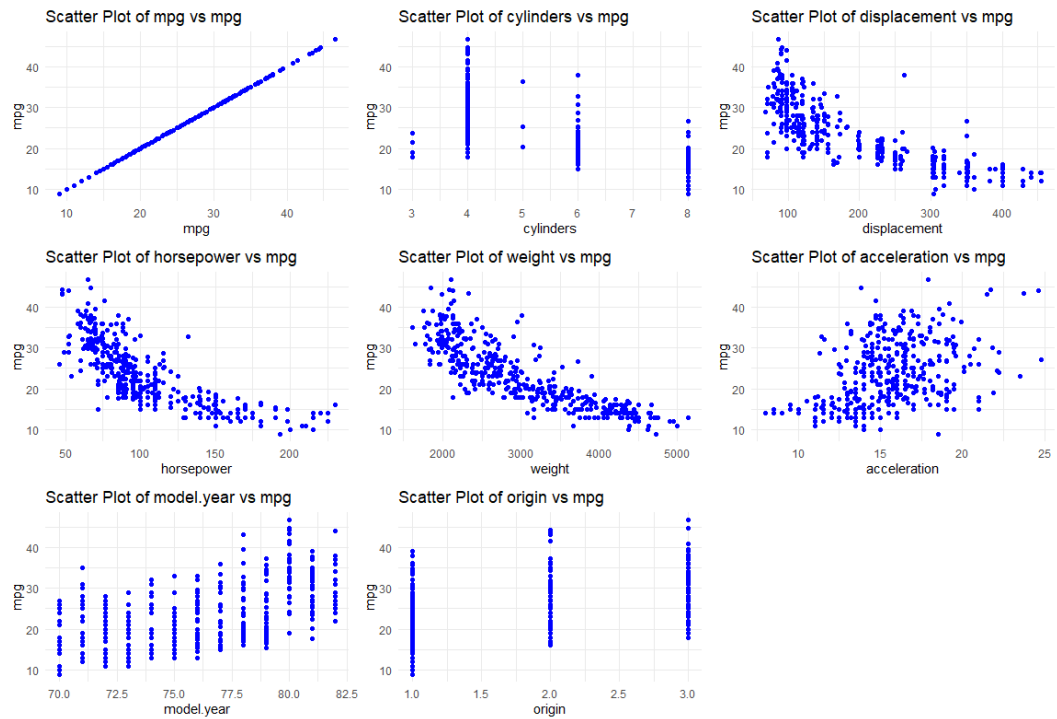 Scatter Plot of mpg vs mpg
mpg
40
30
20
10
10 20 30 40
mpg
Scatter Plot of cylinders vs mpg
mpg
40
30
20
10
3 4 5 6 7 8
cylinders
Scatter Plot of displacement vs mpg
mpg
40
30
20
10
100 200 300 400
displacement
Scatter Plot of horsepower vs mpg
mpg
40
30
20
10
50 100 150 200
horsepower
Scatter Plot of weight vs mpg
mpg
40
30
20
10
2000 3000 4000 5000
weight
Scatter Plot of acceleration vs mpg
mpg
40
30
20
10
10 15 20 25
acceleration
Scatter Plot of model.year vs mpg
mpg
40
30
20
10
70.0 72.5 75.0 77.5 80.0 82.5
model.year
Scatter Plot of origin vs mpg
mpg
40
30
20
10
1.0 1.5 2.0 2.5 3.0
origin